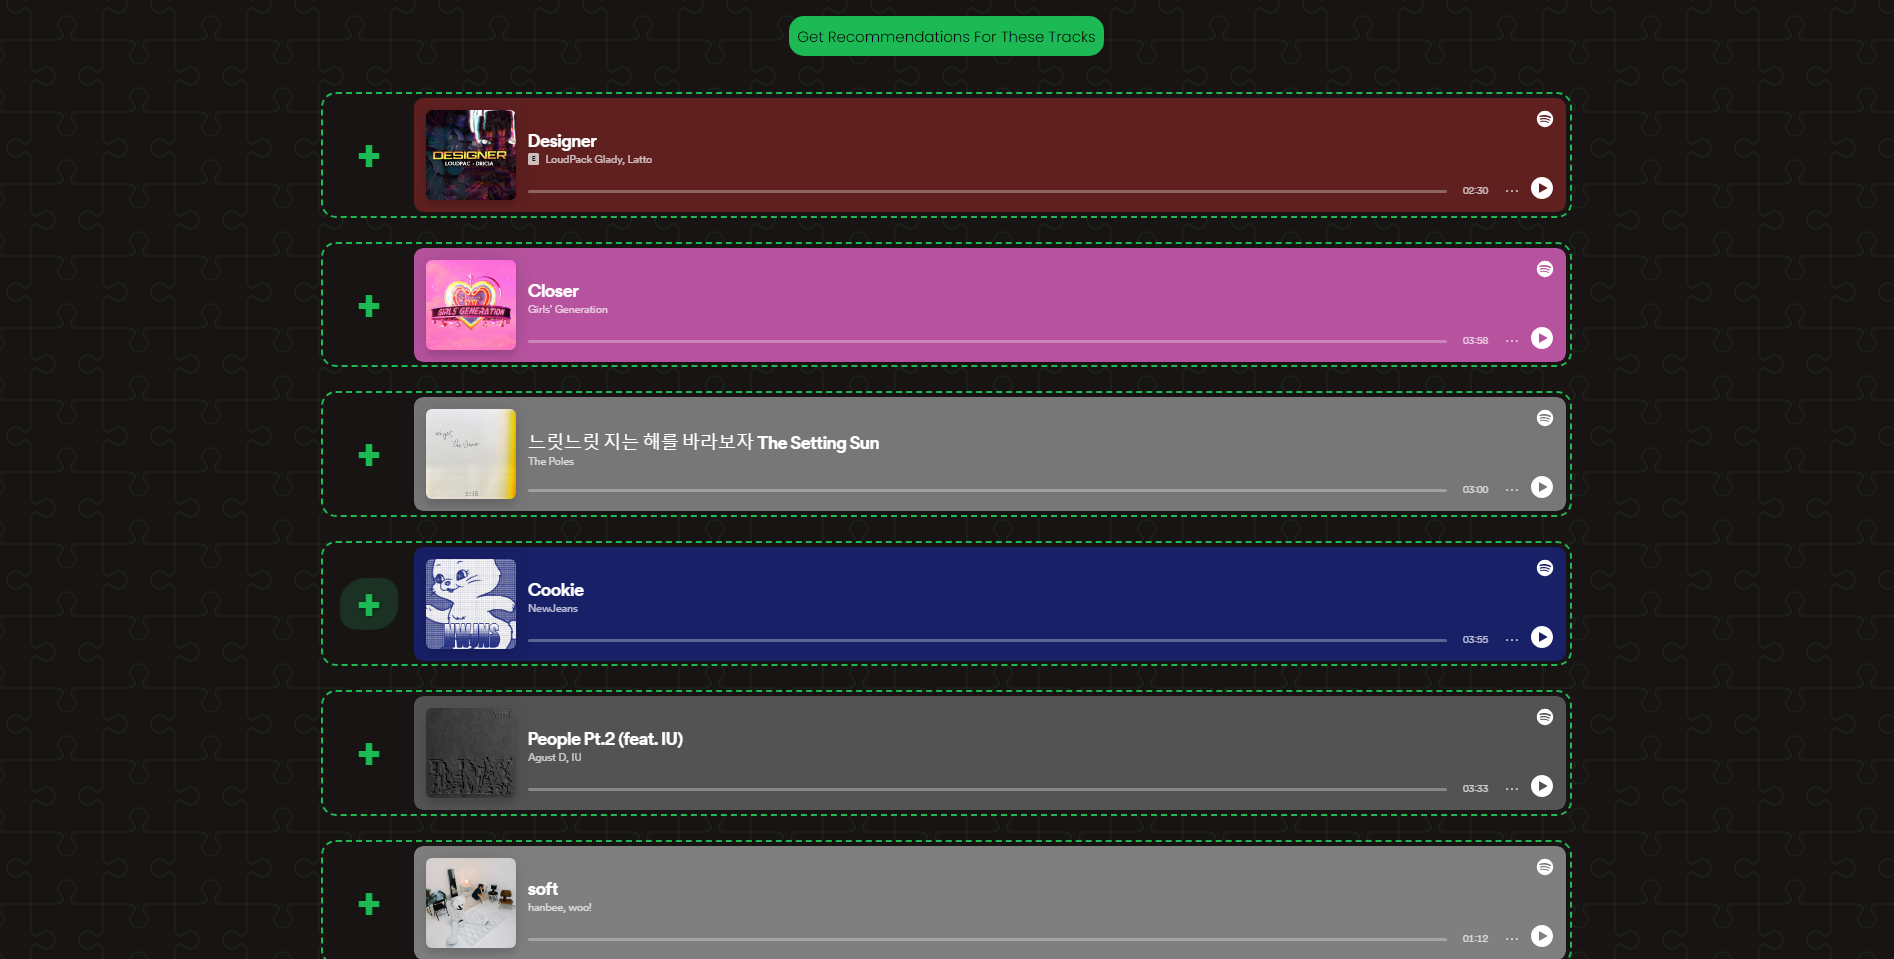 Get Recommendations For These Tracks
DESIGNER
LOUDPAC · DRICIA
Designer
E LoudPack Glady, Latto
02:30
GIRLS' GENERATION
Closer
Girls' Generation
03:58
느릿느릿 지는 해를 바라보자 The Setting Sun
The Poles
03:00
NWJNS
Cookie
NewJeans
03:55
People Pt.2 (feat. IU)
Agust D, IU
03:33
soft
hanbee, woo!
01:12